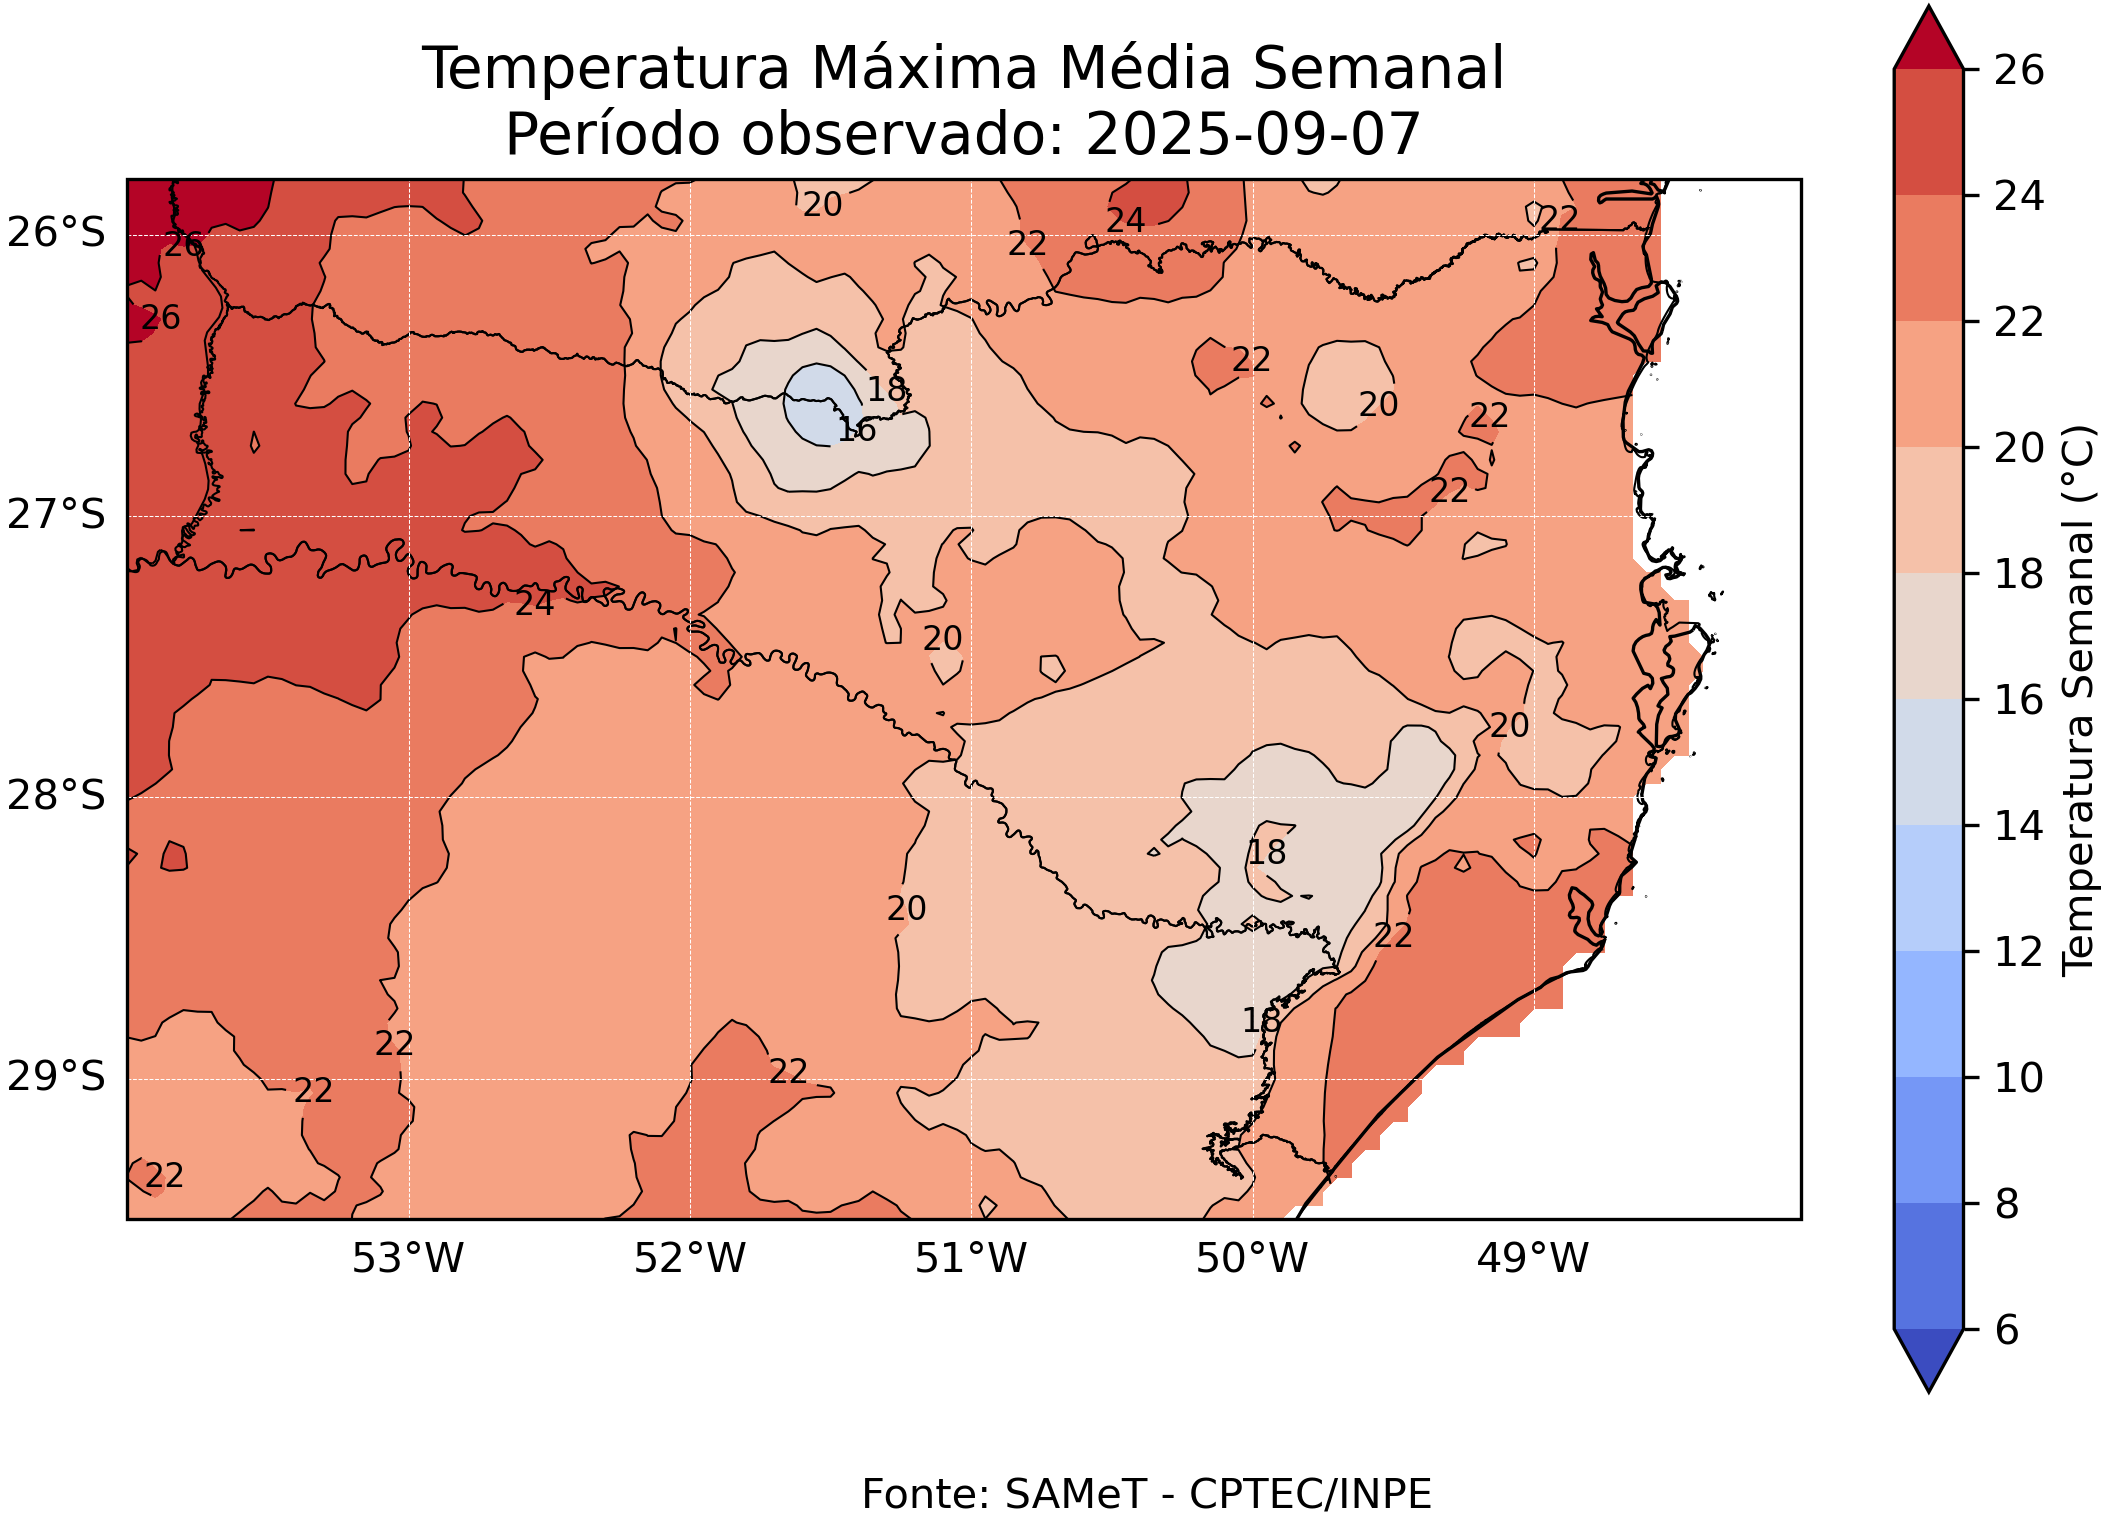 Temperatura Máxima Média Semanal
Período observado: 2025-09-07
26°S
27°S
28°S
29°S
20
24
22
22
26
26
18
16
22
20
22
22
24
20
20
18
20
22
18
22
22
22
22
53°W
52°W
51°W
50°W
49°W
26
24
22
20
18
16
14
12
10
8
6
Temperatura Semanal (°C)
Fonte: SAMeT - CPTEC/INPE